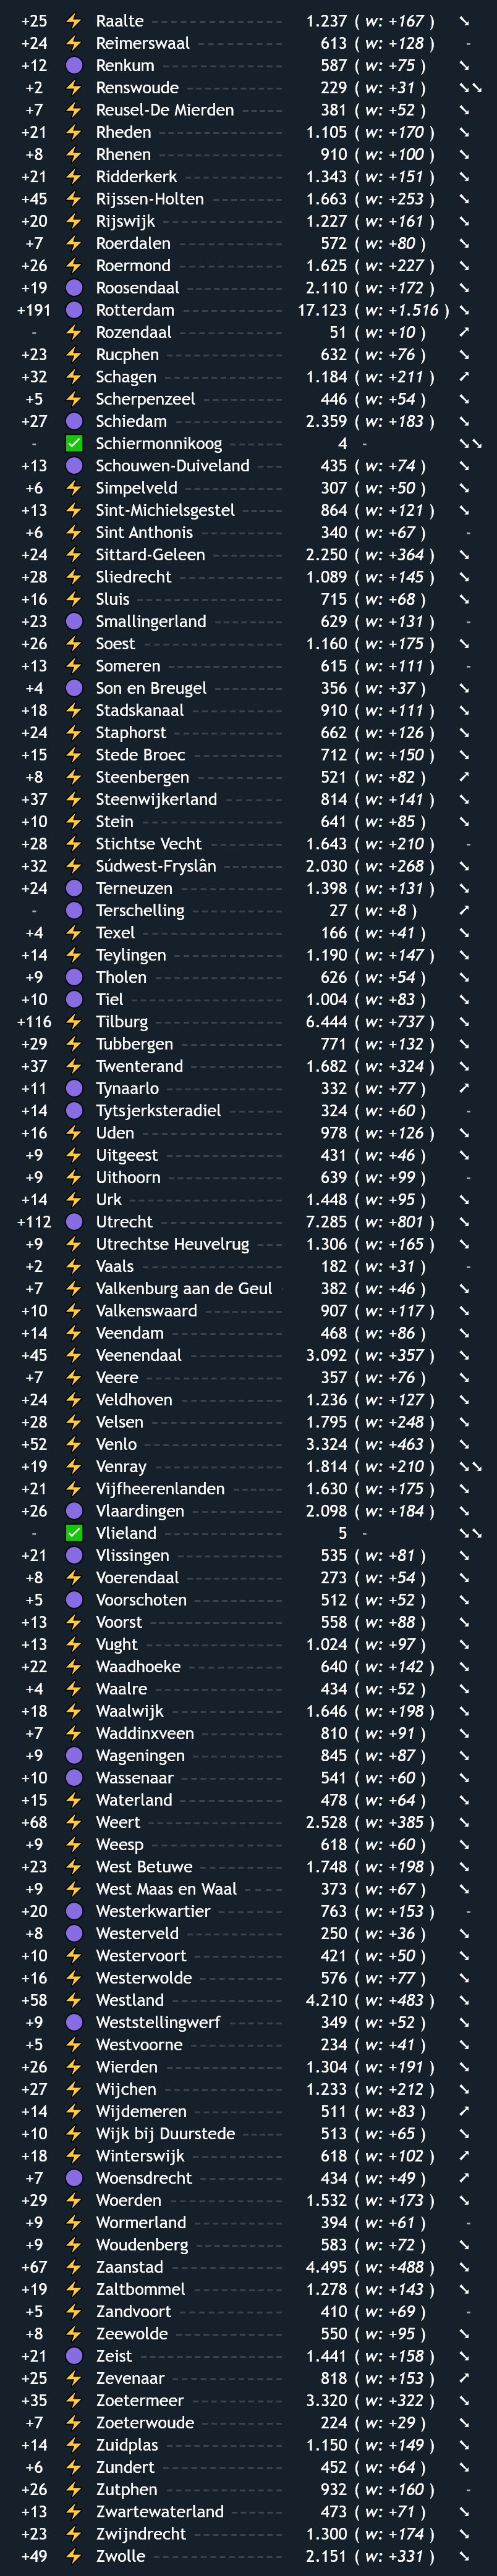 +25 ⚡ Raalte 1.237 ( w: +167 ) ➘
+24 ⚡ Reimerswaal 613 ( w: +128 ) -
+12 🟣 Renkum 587 ( w: +75 ) ➘
+2 ⚡ Renswoude 229 ( w: +31 ) ➘➘
+7 ⚡ Reusel-De Mierden 381 ( w: +52 ) ➘
+21 ⚡ Rheden 1.105 ( w: +170 ) ➘
+8 ⚡ Rhenen 910 ( w: +100 ) ➘
+21 ⚡ Ridderkerk 1.343 ( w: +151 ) ➘
+45 ⚡ Rijssen-Holten 1.663 ( w: +253 ) ➘
+20 ⚡ Rijswijk 1.227 ( w: +161 ) ➘
+7 ⚡ Roerdalen 572 ( w: +80 ) ➘
+26 ⚡ Roermond 1.625 ( w: +227 ) ➘
+19 🟣 Roosendaal 2.110 ( w: +172 ) ➘
+191 🟣 Rotterdam 17.123 ( w: +1.516 ) ➘
- ⚡ Rozendaal 51 ( w: +10 ) ➚
+23 ⚡ Rucphen 632 ( w: +76 ) ➘
+32 ⚡ Schagen 1.184 ( w: +211 ) ➚
+5 ⚡ Scherpenzeel 446 ( w: +54 ) ➘
+27 🟣 Schiedam 2.359 ( w: +183 ) ➘
- ✅ Schiermonnikoog 4 - ➘➘
+13 🟣 Schouwen-Duiveland 435 ( w: +74 ) ➘
+6 ⚡ Simpelveld 307 ( w: +50 ) ➘
+13 ⚡ Sint-Michielsgestel 864 ( w: +121 ) ➘
+6 ⚡ Sint Anthonis 340 ( w: +67 ) -
+24 ⚡ Sittard-Geleen 2.250 ( w: +364 ) ➘
+28 ⚡ Sliedrecht 1.089 ( w: +145 ) ➘
+16 ⚡ Sluis 715 ( w: +68 ) ➘
+23 🟣 Smallingerland 629 ( w: +131 ) -
+26 ⚡ Soest 1.160 ( w: +175 ) ➘
+13 ⚡ Someren 615 ( w: +111 ) -
+4 🟣 Son en Breugel 356 ( w: +37 ) ➘
+18 ⚡ Stadskanaal 910 ( w: +111 ) ➘
+24 ⚡ Staphorst 662 ( w: +126 ) ➘
+15 ⚡ Stede Broec 712 ( w: +150 ) ➘
+8 ⚡ Steenbergen 521 ( w: +82 ) ➚
+37 ⚡ Steenwijkerland 814 ( w: +141 ) ➘
+10 ⚡ Stein 641 ( w: +85 ) ➘
+28 ⚡ Stichtse Vecht 1.643 ( w: +210 ) -
+32 ⚡ Súdwest-Fryslân 2.030 ( w: +268 ) ➘
+24 🟣 Terneuzen 1.398 ( w: +131 ) ➘
- 🟣 Terschelling 27 ( w: +8 ) ➚
+4 ⚡ Texel 166 ( w: +41 ) ➘
+14 ⚡ Teylingen 1.190 ( w: +147 ) ➘
+9 🟣 Tholen 626 ( w: +54 ) ➘
+10 🟣 Tiel 1.004 ( w: +83 ) ➘
+116 ⚡ Tilburg 6.444 ( w: +737 ) ➘
+29 ⚡ Tubbergen 771 ( w: +132 ) ➘
+37 ⚡ Twenterand 1.682 ( w: +324 ) ➘
+11 🟣 Tynaarlo 332 ( w: +77 ) ➚
+14 🟣 Tytsjerksteradiel 324 ( w: +60 ) -
+16 ⚡ Uden 978 ( w: +126 ) ➘
+9 ⚡ Uitgeest 431 ( w: +46 ) ➘
+9 ⚡ Uithoorn 639 ( w: +99 ) -
+14 ⚡ Urk 1.448 ( w: +95 ) ➘
+112 🟣 Utrecht 7.285 ( w: +801 ) ➘
+9 ⚡ Utrechtse Heuvelrug 1.306 ( w: +165 ) ➘
+2 ⚡ Vaals 182 ( w: +31 ) -
+7 ⚡ Valkenburg aan de Geul 382 ( w: +46 ) ➘
+10 ⚡ Valkenswaard 907 ( w: +117 ) ➘
+14 ⚡ Veendam 468 ( w: +86 ) ➘
+45 ⚡ Veenendaal 3.092 ( w: +357 ) ➘
+7 ⚡ Veere 357 ( w: +76 ) ➘
+24 ⚡ Veldhoven 1.236 ( w: +127 ) ➘
+28 ⚡ Velsen 1.795 ( w: +248 ) ➘
+52 ⚡ Venlo 3.324 ( w: +463 ) ➘
+19 ⚡ Venray 1.814 ( w: +210 ) ➘➘
+21 ⚡ Vijfheerenlanden 1.630 ( w: +175 ) ➘
+26 🟣 Vlaardingen 2.098 ( w: +184 ) ➘
- ✅ Vlieland 5 - ➘➘
+21 🟣 Vlissingen 535 ( w: +81 ) ➘
+8 ⚡ Voerendaal 273 ( w: +54 ) ➘
+5 🟣 Voorschoten 512 ( w: +52 ) ➘
+13 ⚡ Voorst 558 ( w: +88 ) ➘
+13 ⚡ Vught 1.024 ( w: +97 ) ➘
+22 ⚡ Waadhoeke 640 ( w: +142 ) ➘
+4 ⚡ Waalre 434 ( w: +52 ) ➘
+18 ⚡ Waalwijk 1.646 ( w: +198 ) ➘
+7 ⚡ Waddinxveen 810 ( w: +91 ) ➘
+9 🟣 Wageningen 845 ( w: +87 ) ➘
+10 🟣 Wassenaar 541 ( w: +60 ) ➘
+15 ⚡ Waterland 478 ( w: +64 ) ➘
+68 ⚡ Weert 2.528 ( w: +385 ) ➘
+9 ⚡ Weesp 618 ( w: +60 ) ➘
+23 ⚡ West Betuwe 1.748 ( w: +198 ) ➘
+9 ⚡ West Maas en Waal 373 ( w: +67 ) ➘
+20 🟣 Westerkwartier 763 ( w: +153 ) -
+8 🟣 Westerveld 250 ( w: +36 ) ➘
+10 ⚡ Westervoort 421 ( w: +50 ) ➘
+16 ⚡ Westerwolde 576 ( w: +77 ) ➘
+58 ⚡ Westland 4.210 ( w: +483 ) ➘
+9 🟣 Weststellingwerf 349 ( w: +52 ) ➘
+5 ⚡ Westvoorne 234 ( w: +41 ) ➘
+26 ⚡ Wierden 1.304 ( w: +191 ) ➘
+27 ⚡ Wijchen 1.233 ( w: +212 ) ➘
+14 ⚡ Wijdemeren 511 ( w: +83 ) ➚
+10 ⚡ Wijk bij Duurstede 513 ( w: +65 ) ➘
+18 ⚡ Winterswijk 618 ( w: +102 ) ➚
+7 🟣 Woensdrecht 434 ( w: +49 ) ➚
+29 ⚡ Woerden 1.532 ( w: +173 ) ➘
+9 ⚡ Wormerland 394 ( w: +61 ) -
+9 ⚡ Woudenberg 583 ( w: +72 ) ➘
+67 ⚡ Zaanstad 4.495 ( w: +488 ) ➘
+19 ⚡ Zaltbommel 1.278 ( w: +143 ) ➘
+5 ⚡ Zandvoort 410 ( w: +69 ) -
+8 ⚡ Zeewolde 550 ( w: +95 ) ➘
+21 🟣 Zeist 1.441 ( w: +158 ) ➘
+25 ⚡ Zevenaar 818 ( w: +153 ) ➚
+35 ⚡ Zoetermeer 3.320 ( w: +322 ) ➘
+7 ⚡ Zoeterwoude 224 ( w: +29 ) ➘
+14 ⚡ Zuidplas 1.150 ( w: +149 ) ➘
+6 ⚡ Zundert 452 ( w: +64 ) ➘
+26 ⚡ Zutphen 932 ( w: +160 ) -
+13 ⚡ Zwartewaterland 473 ( w: +71 ) ➘
+23 ⚡ Zwijndrecht 1.300 ( w: +174 ) ➘
+49 ⚡ Zwolle 2.151 ( w: +331 ) ➘